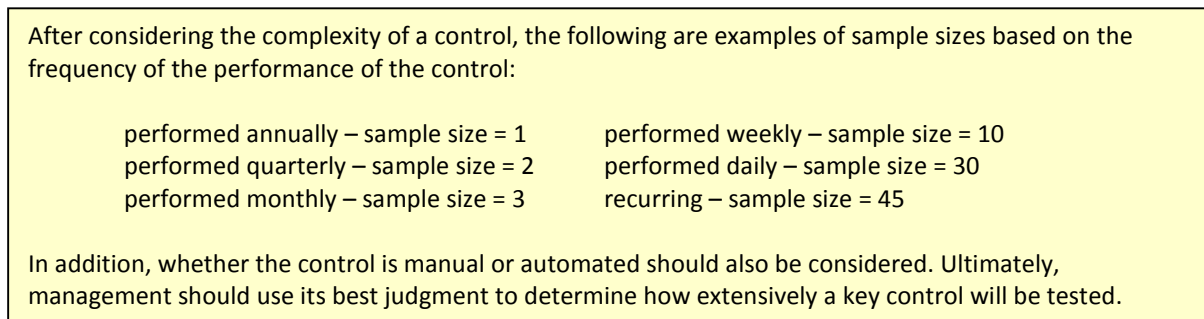 After considering the complexity of a control, the following are examples of sample sizes based on the
frequency of the performance of the control:
performed annually – sample size = 1 performed weekly – sample size = 10
performed quarterly – sample size = 2 performed daily – sample size = 30
performed monthly – sample size = 3 recurring – sample size = 45
In addition, whether the control is manual or automated should also be considered. Ultimately,
management should use its best judgment to determine how extensively a key control will be tested.